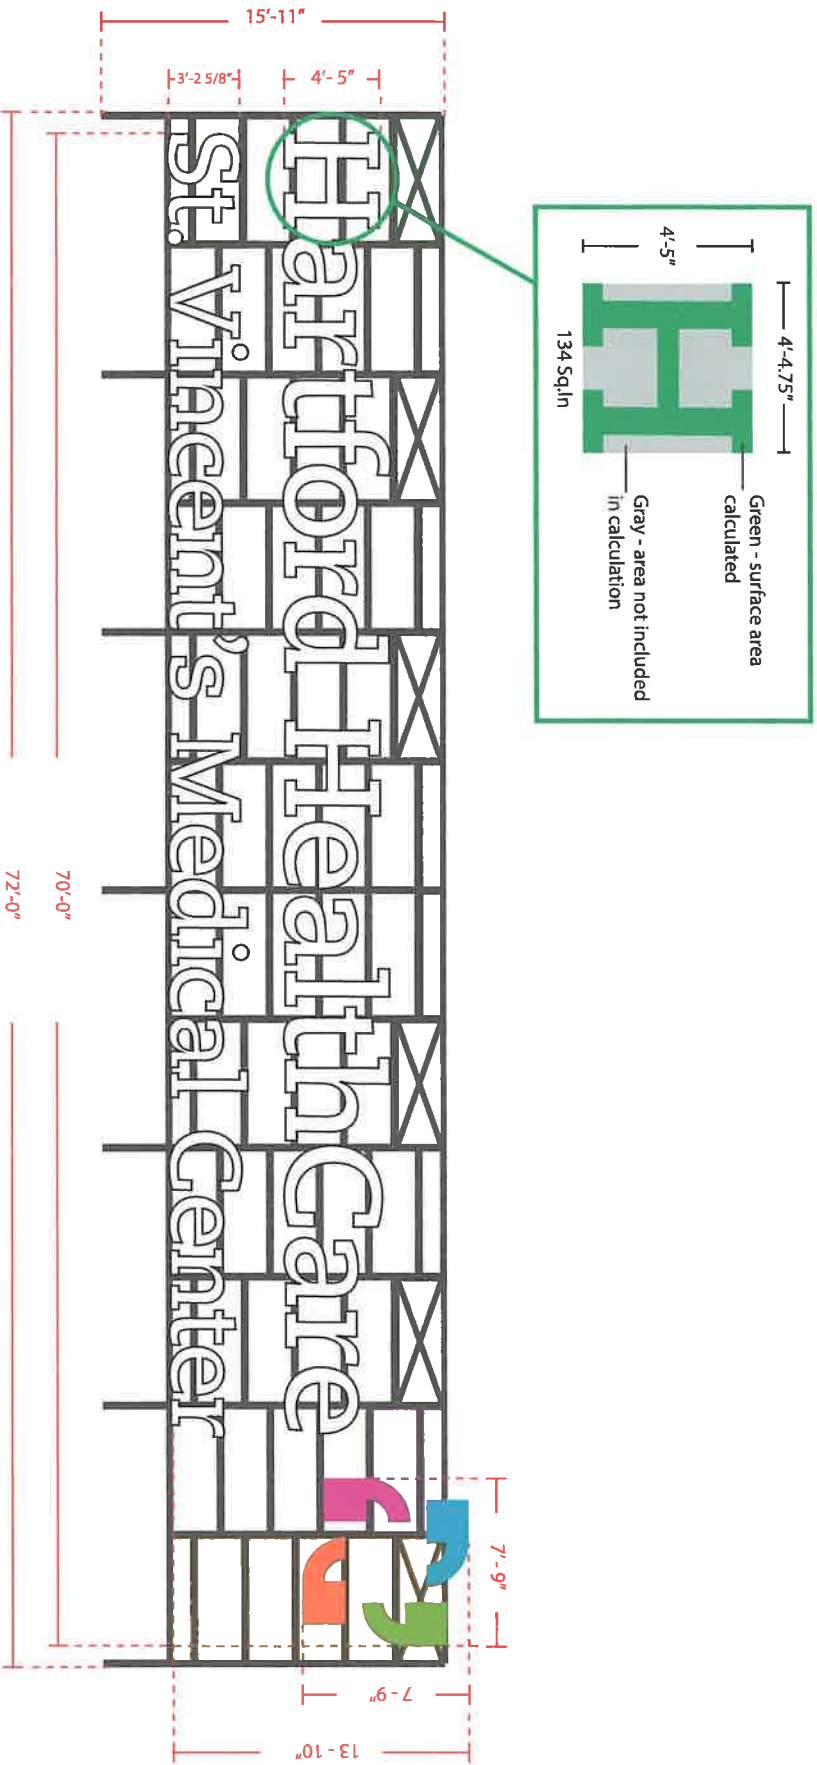 4'-4.75"
4'-5"
134 Sq.In
Green - surface area
calculated
Gray - area not included
in calculation
15'-11"
4'- 5"
3'-2 5/8"
Hartford HealthCare
St. Vincent's Medical Center
7'- 9"
7 - 9"
13 - 10"
70'-0"
72'-0"